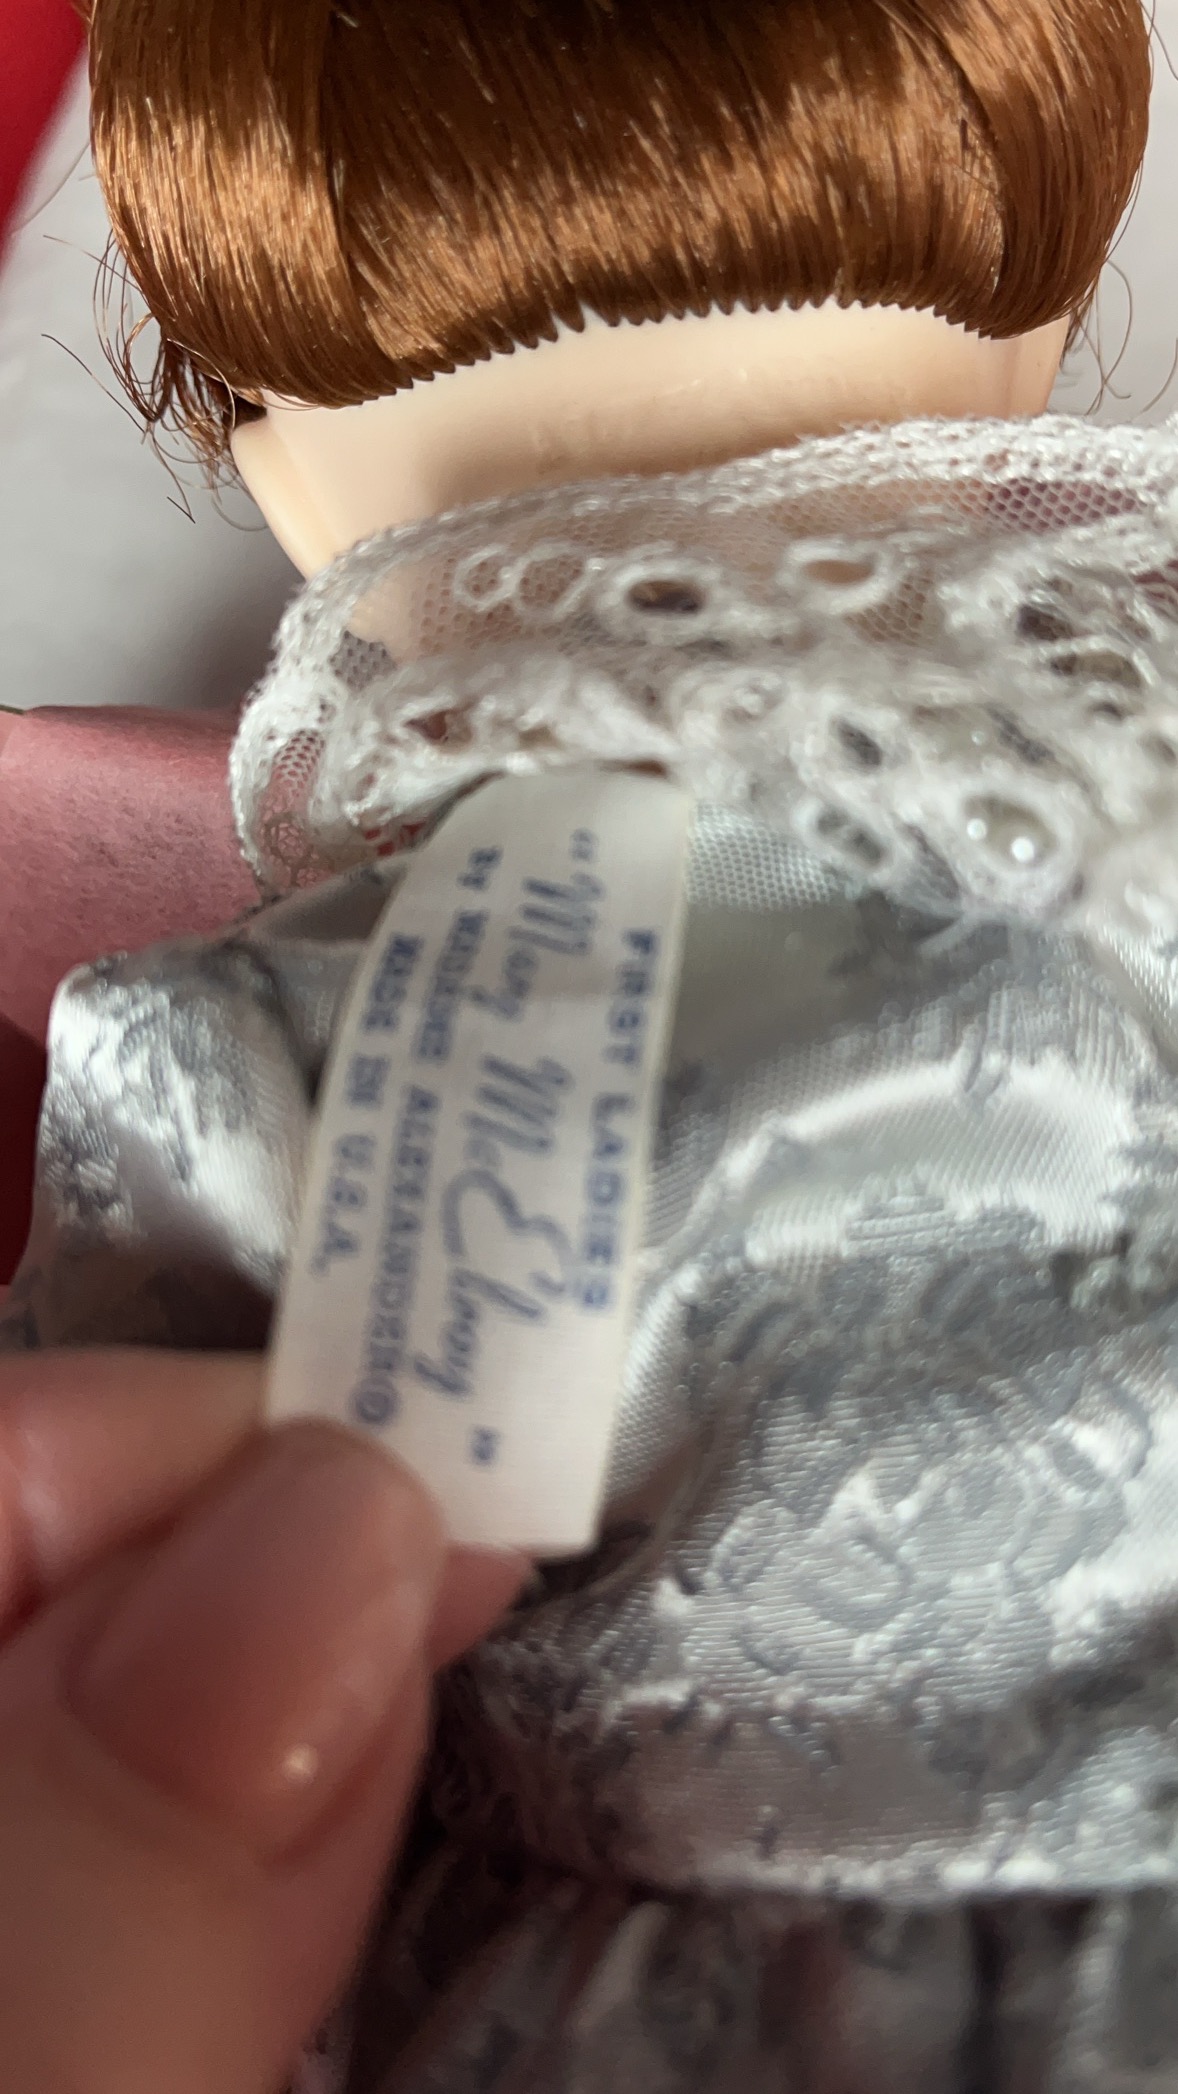 FIRST LADIES
"Mary McElroy"
By MADAME ALEXANDER®
MADE IN U.S.A.